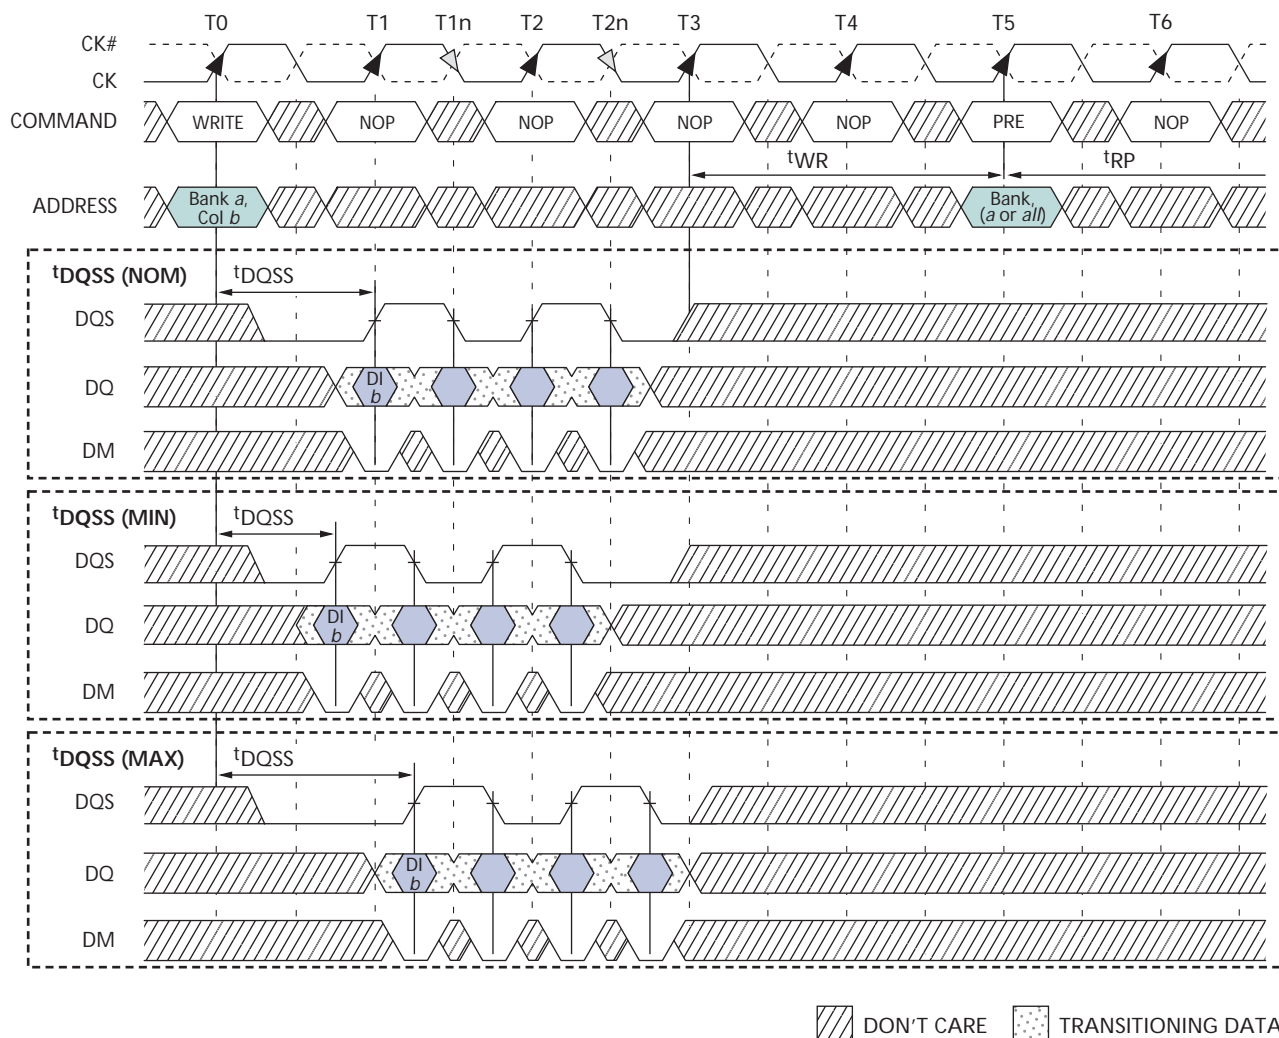 T0 T1 T1n T2 T2n T3 T4 T5 T6
CK#
CK
COMMAND WRITE NOP NOP NOP NOP PRE NOP
tWR tRP
ADDRESS Bank a, Col b Bank, (a or all)
tDQSS (NOM) tDQSS
DQS
DQ DI b
DM
tDQSS (MIN) tDQSS
DQS
DQ DI b
DM
tDQSS (MAX) tDQSS
DQS
DQ DI b
DM
DON'T CARE TRANSITIONING DATA